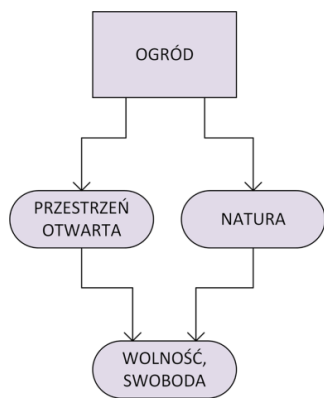 OGRÓD
PRZESTRZEŃ
OTWARTA
NATURA
WOLNOŚĆ,
SWOBODA